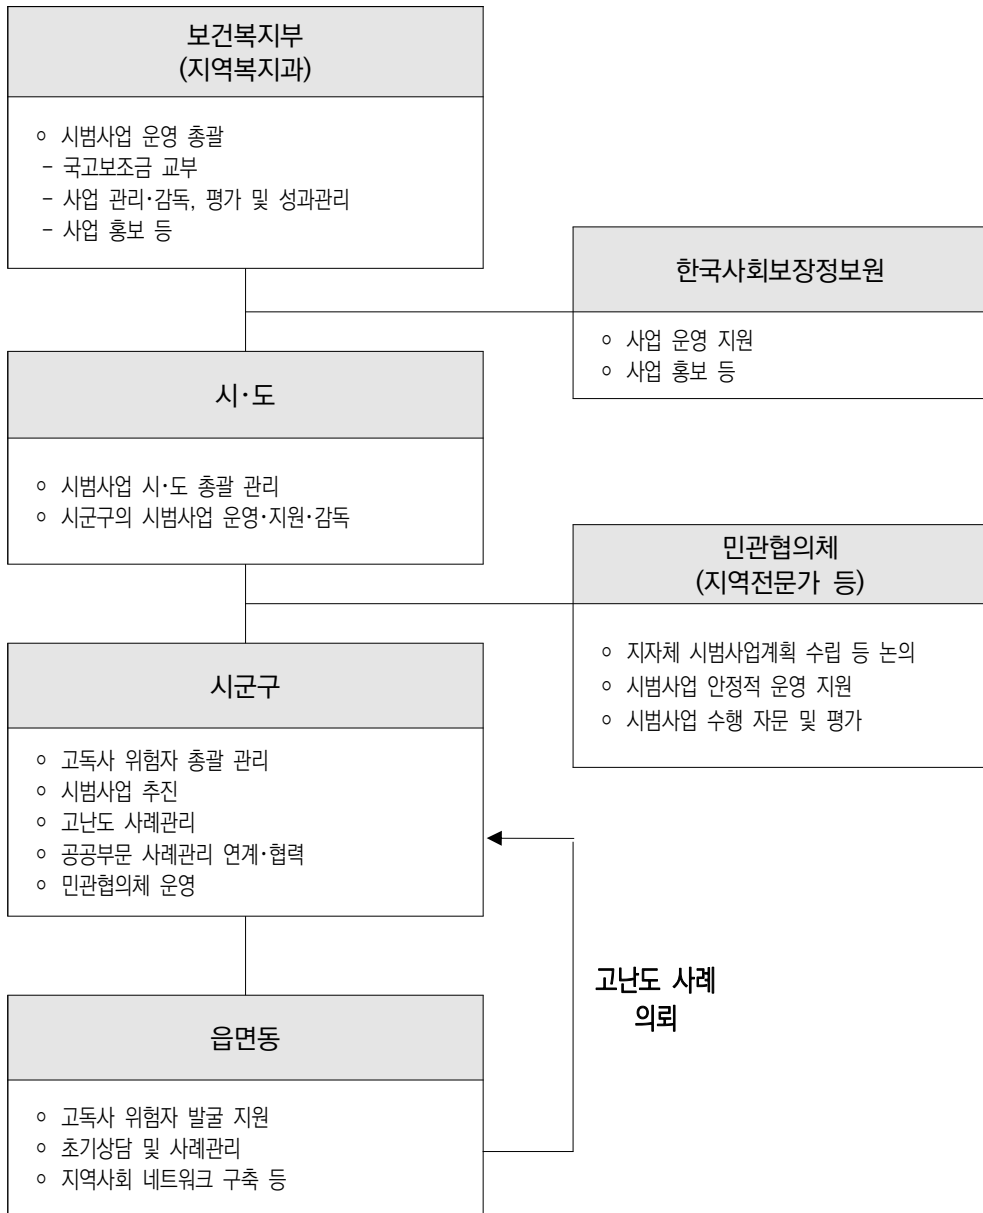 보건복지부
(지역복지과)
○ 시범사업 운영 총괄
- 국고보조금 교부
- 사업 관리·감독, 평가 및 성과관리
- 사업 홍보 등
한국사회보장정보원
○ 사업 운영 지원
○ 사업 홍보 등
시·도
○ 시범사업 시·도 총괄 관리
○ 시군구의 시범사업 운영·지원·감독
민관협의체
(지역전문가 등)
○ 지자체 시범사업계획 수립 등 논의
○ 시범사업 안정적 운영 지원
○ 시범사업 수행 자문 및 평가
시군구
○ 고독사 위험자 총괄 관리
○ 시범사업 추진
○ 고난도 사례관리
○ 공공부문 사례관리 연계·협력
○ 민관협의체 운영
고난도 사례
의뢰
읍면동
○ 고독사 위험자 발굴 지원
○ 초기상담 및 사례관리
○ 지역사회 네트워크 구축 등